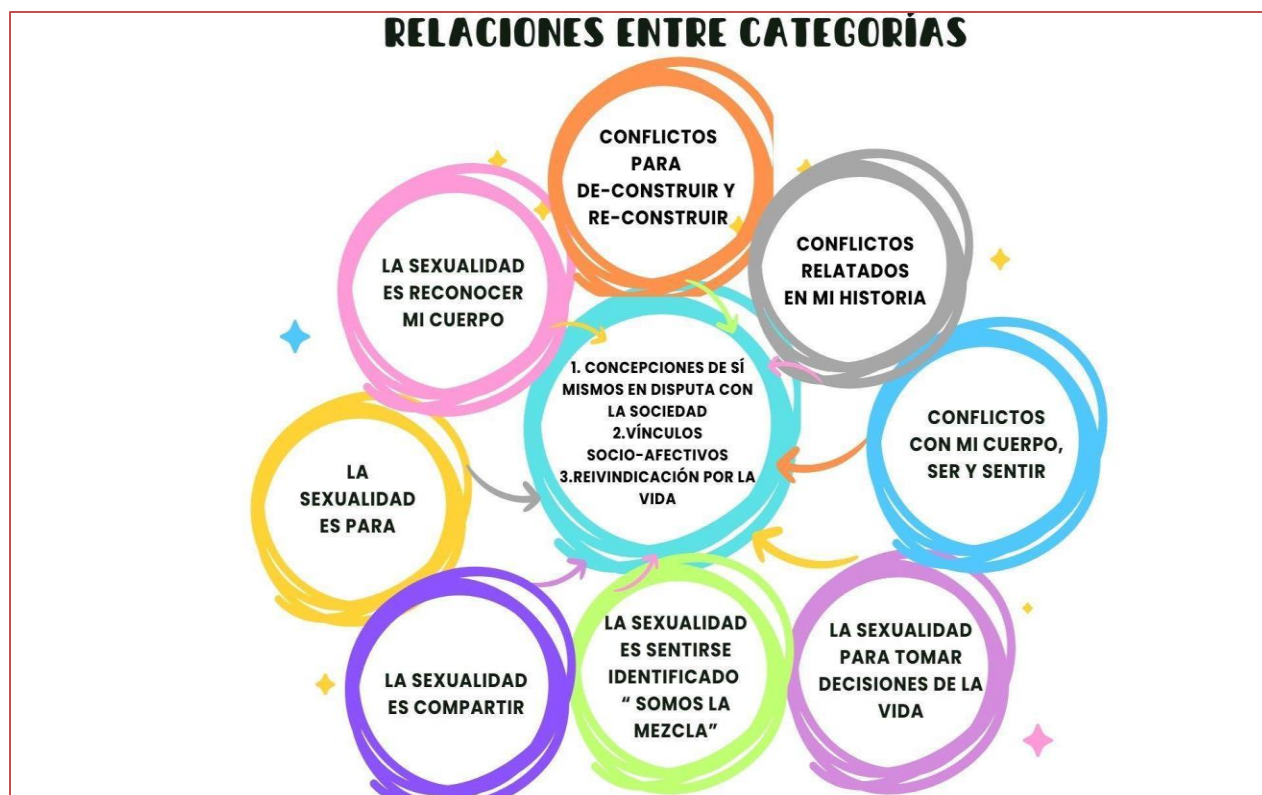 RELACIONES ENTRE CATEGORÍAS
CONFLICTOS
PARA
DE-CONSTRUIR Y
RE-CONSTRUIR
LA SEXUALIDAD
ES RECONOCER
MI CUERPO
CONFLICTOS
RELATADOS
EN MI HISTORIA
1. CONCEPCIONES DE SÍ
MISMOS EN DISPUTA CON
LA SOCIEDAD
2.VÍNCULOS
SOCIO-AFECTIVOS
3.REIVINDICACIÓN POR LA
VIDA
CONFLICTOS
CON MI CUERPO,
SER Y SENTIR
LA
SEXUALIDAD
ES PARA
LA SEXUALIDAD
ES COMPARTIR
LA SEXUALIDAD
ES SENTIRSE
IDENTIFICADO
“ SOMOS LA
MEZCLA”
LA SEXUALIDAD
PARA TOMAR
DECISIONES DE LA
VIDA